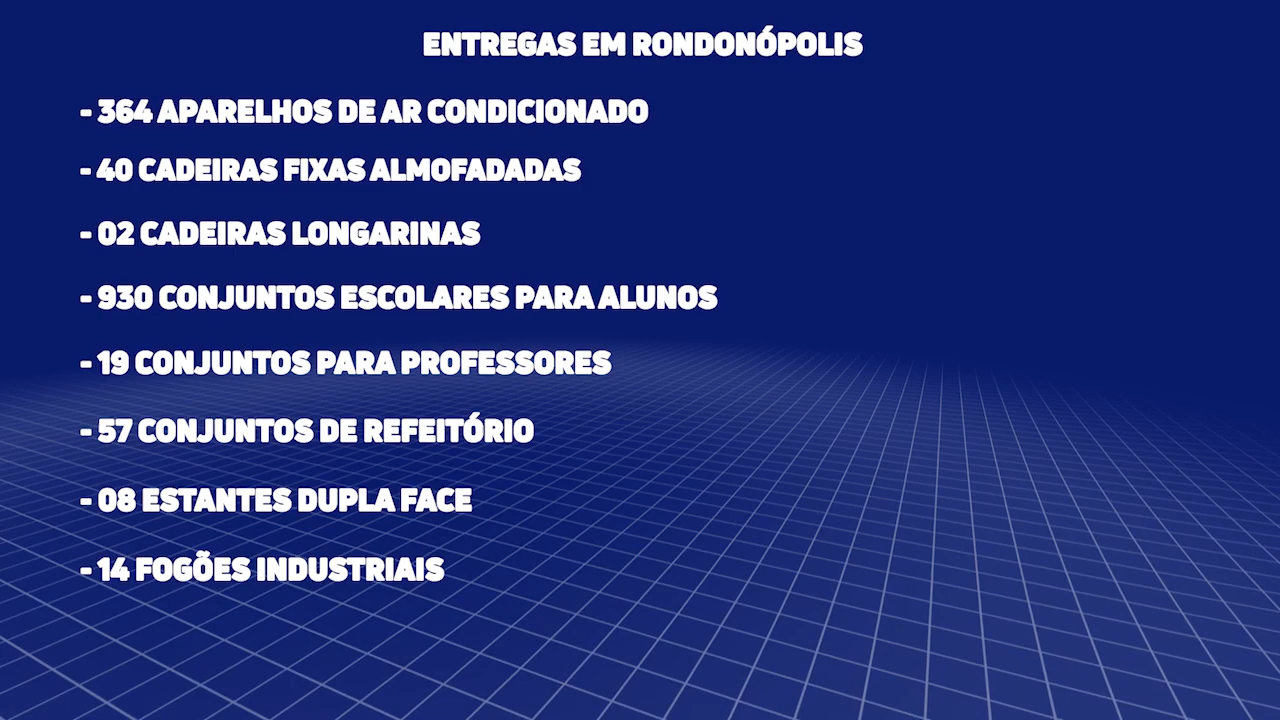 ENTREGAS EM RONDONÓPOLIS
- 364 APARELHOS DE AR CONDICIONADO
- 40 CADEIRAS FIXAS ALMOFADADAS
- 02 CADEIRAS LONGARINAS
- 930 CONJUNTOS ESCOLARES PARA ALUNOS
- 19 CONJUNTOS PARA PROFESSORES
- 57 CONJUNTOS DE REFEITÓRIO
- 08 ESTANTES DUPLA FACE
- 14 FOGÕES INDUSTRIAIS